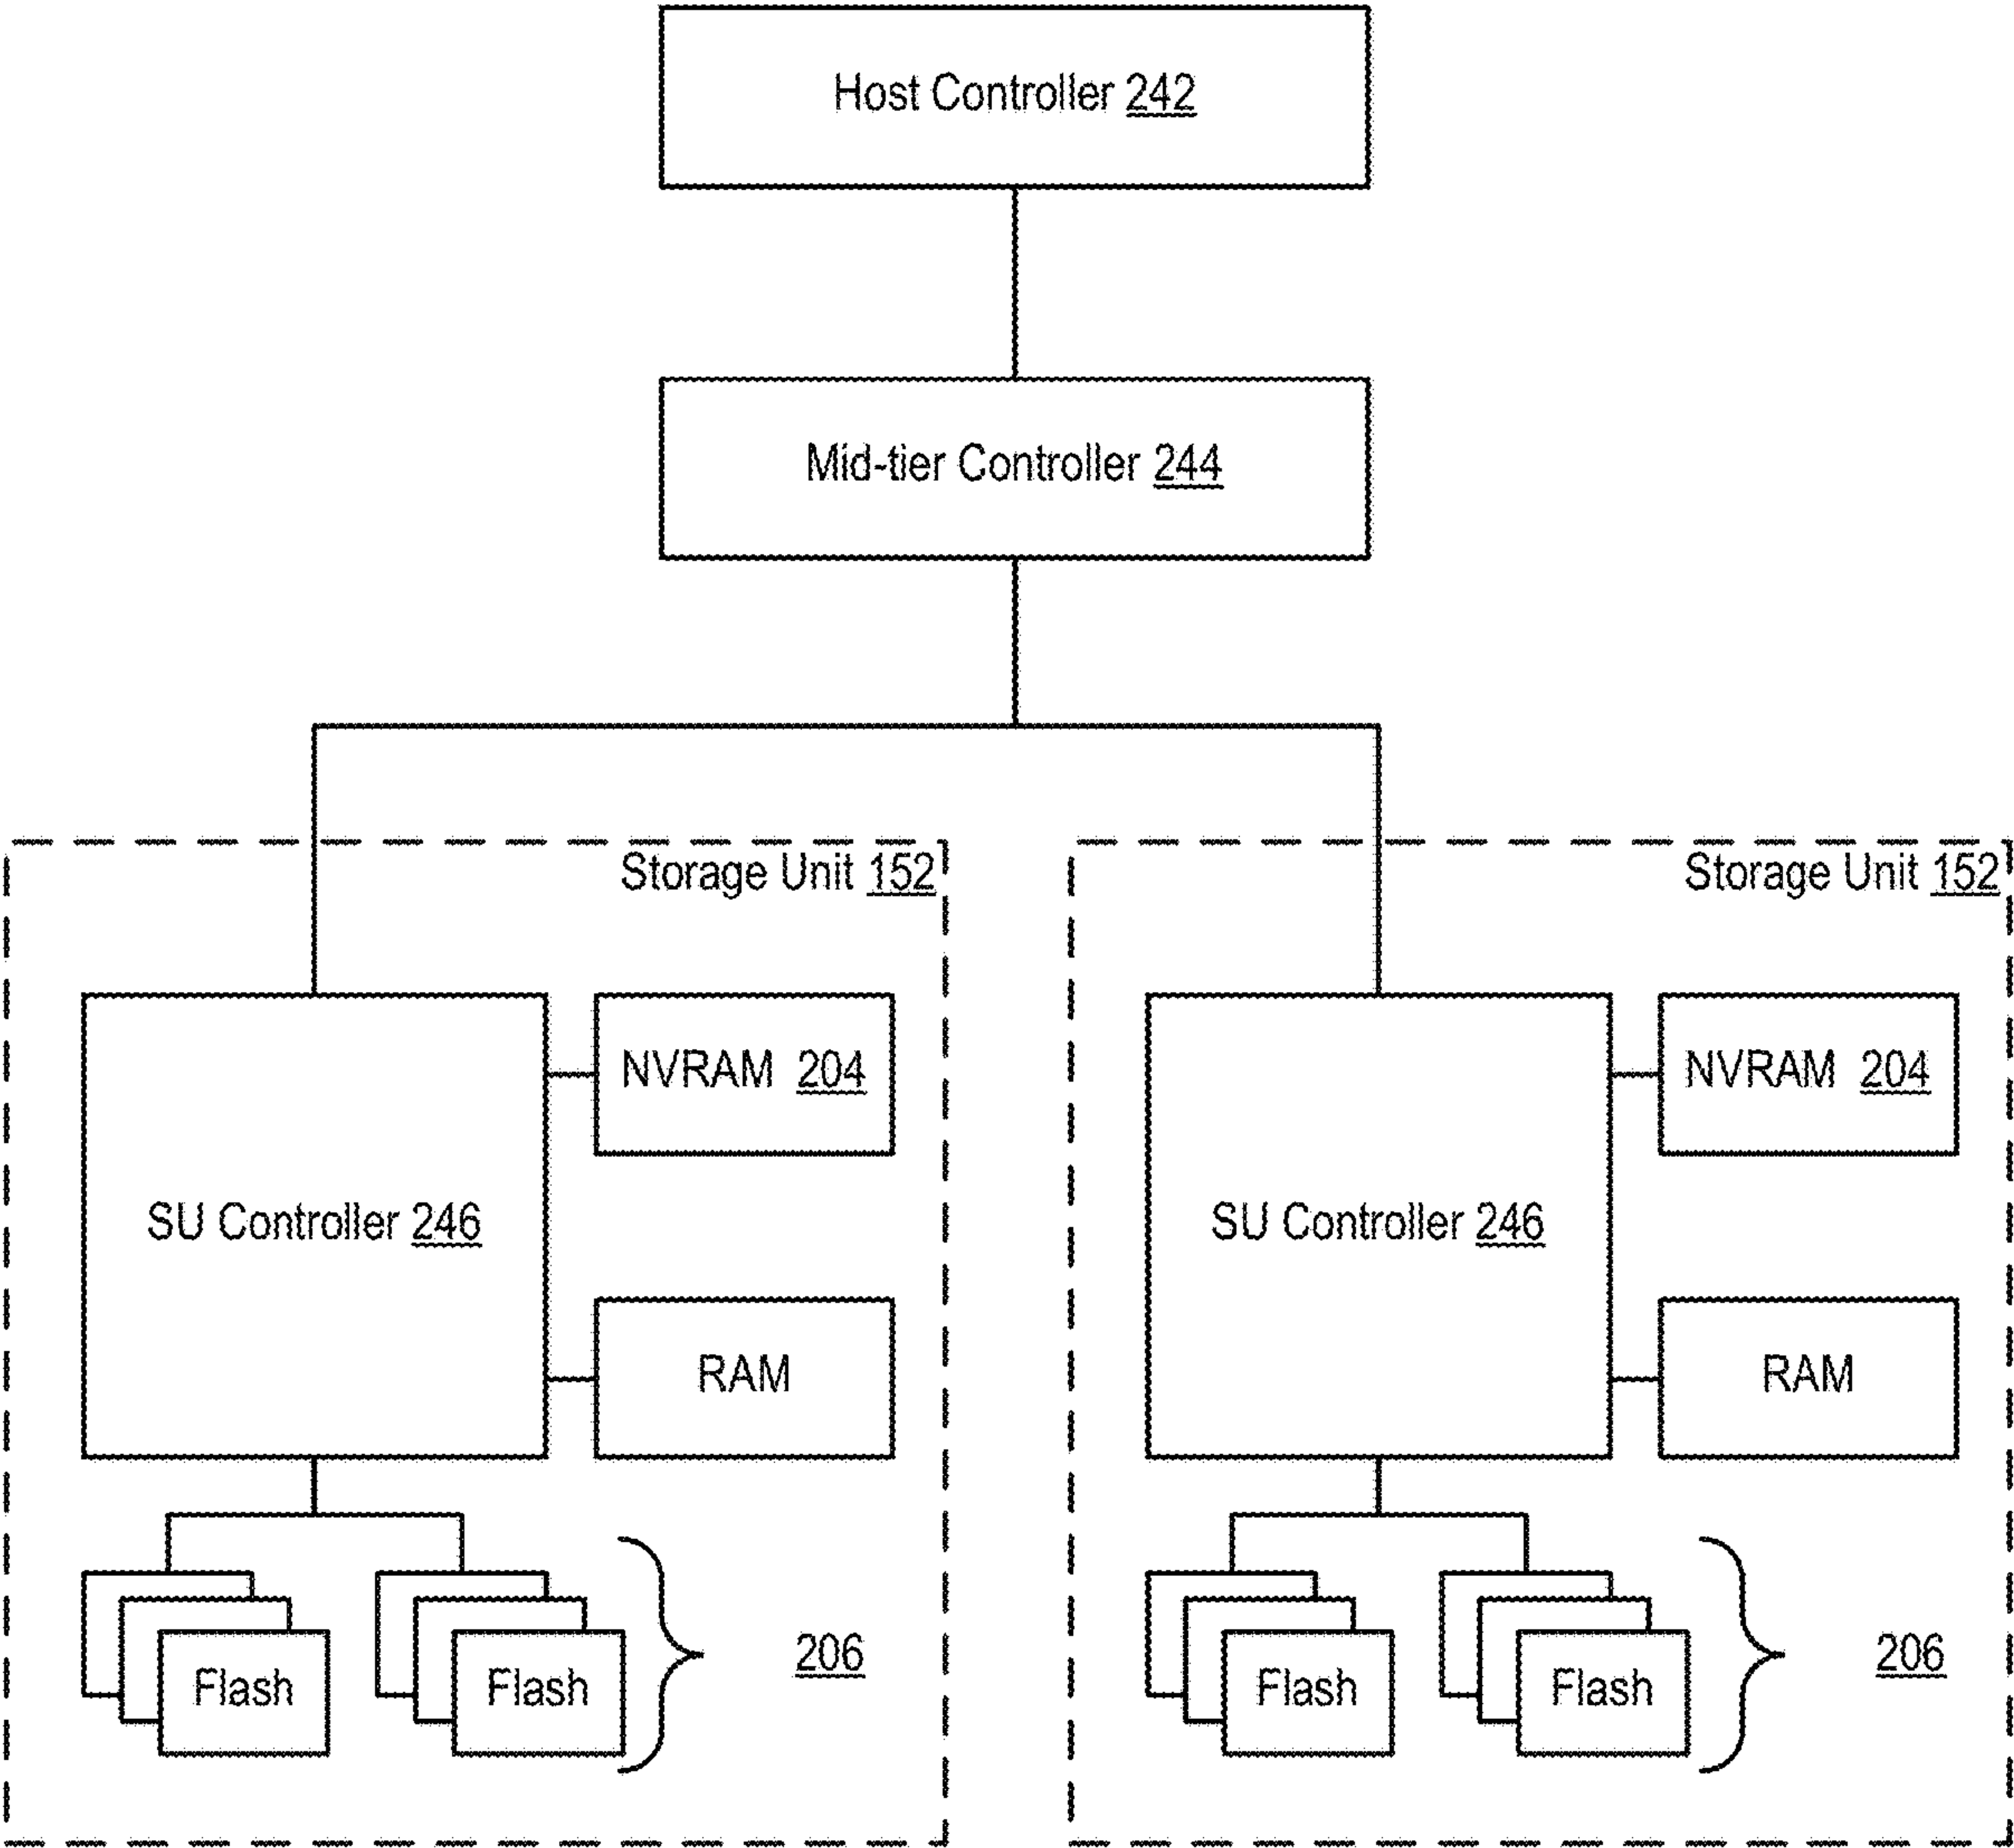 Host Controller 242
Mid-tier Controller 244
Storage Unit 152
Storage Unit 152
NVRAM 204
NVRAM 204
SU Controller 246
SU Controller 246
RAM
RAM
206
206
Flash
Flash
Flash
Flash